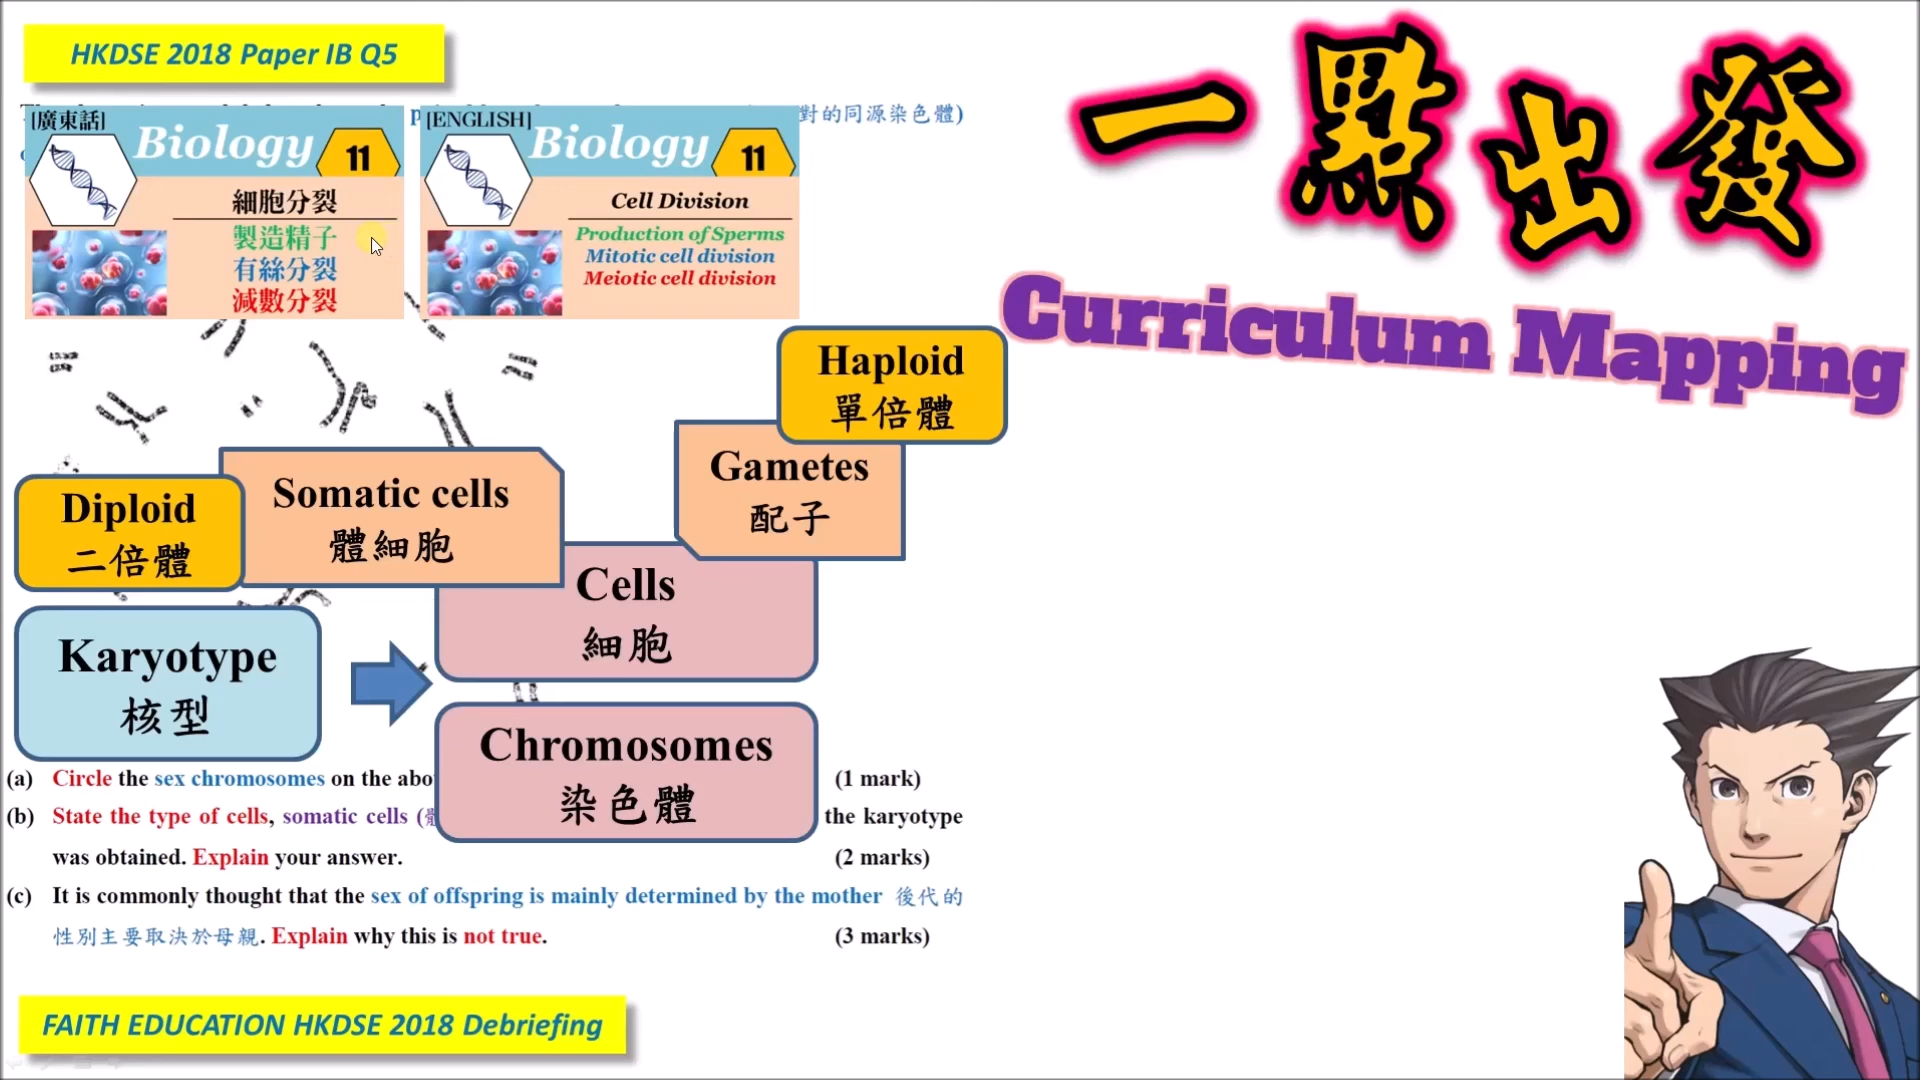 HKDSE 2018 Paper IB Q5
一點出發
Curriculum Mapping
對的同源染色體)
[廣東話]
Biology
11
細胞分裂
製造精子
有絲分裂
減數分裂
[ENGLISH]
Biology
11
Cell Division
Production of Sperms
Mitotic cell division
Meiotic cell division
Haploid
單倍體
Gametes
配子
Somatic cells
體細胞
Diploid
二倍體
Cells
細胞
Karyotype
核型
Chromosomes
染色體
(a) Circle the sex chromosomes on the (1 mark)
(b) State the type of cells, somatic cells ( the karyotype
was obtained. Explain your answer. (2 marks)
(c) It is commonly thought that the sex of offspring is mainly determined by the mother 後代的
性別主要取決於母親. Explain why this is not true. (3 marks)
FAITH EDUCATION HKDSE 2018 Debriefing